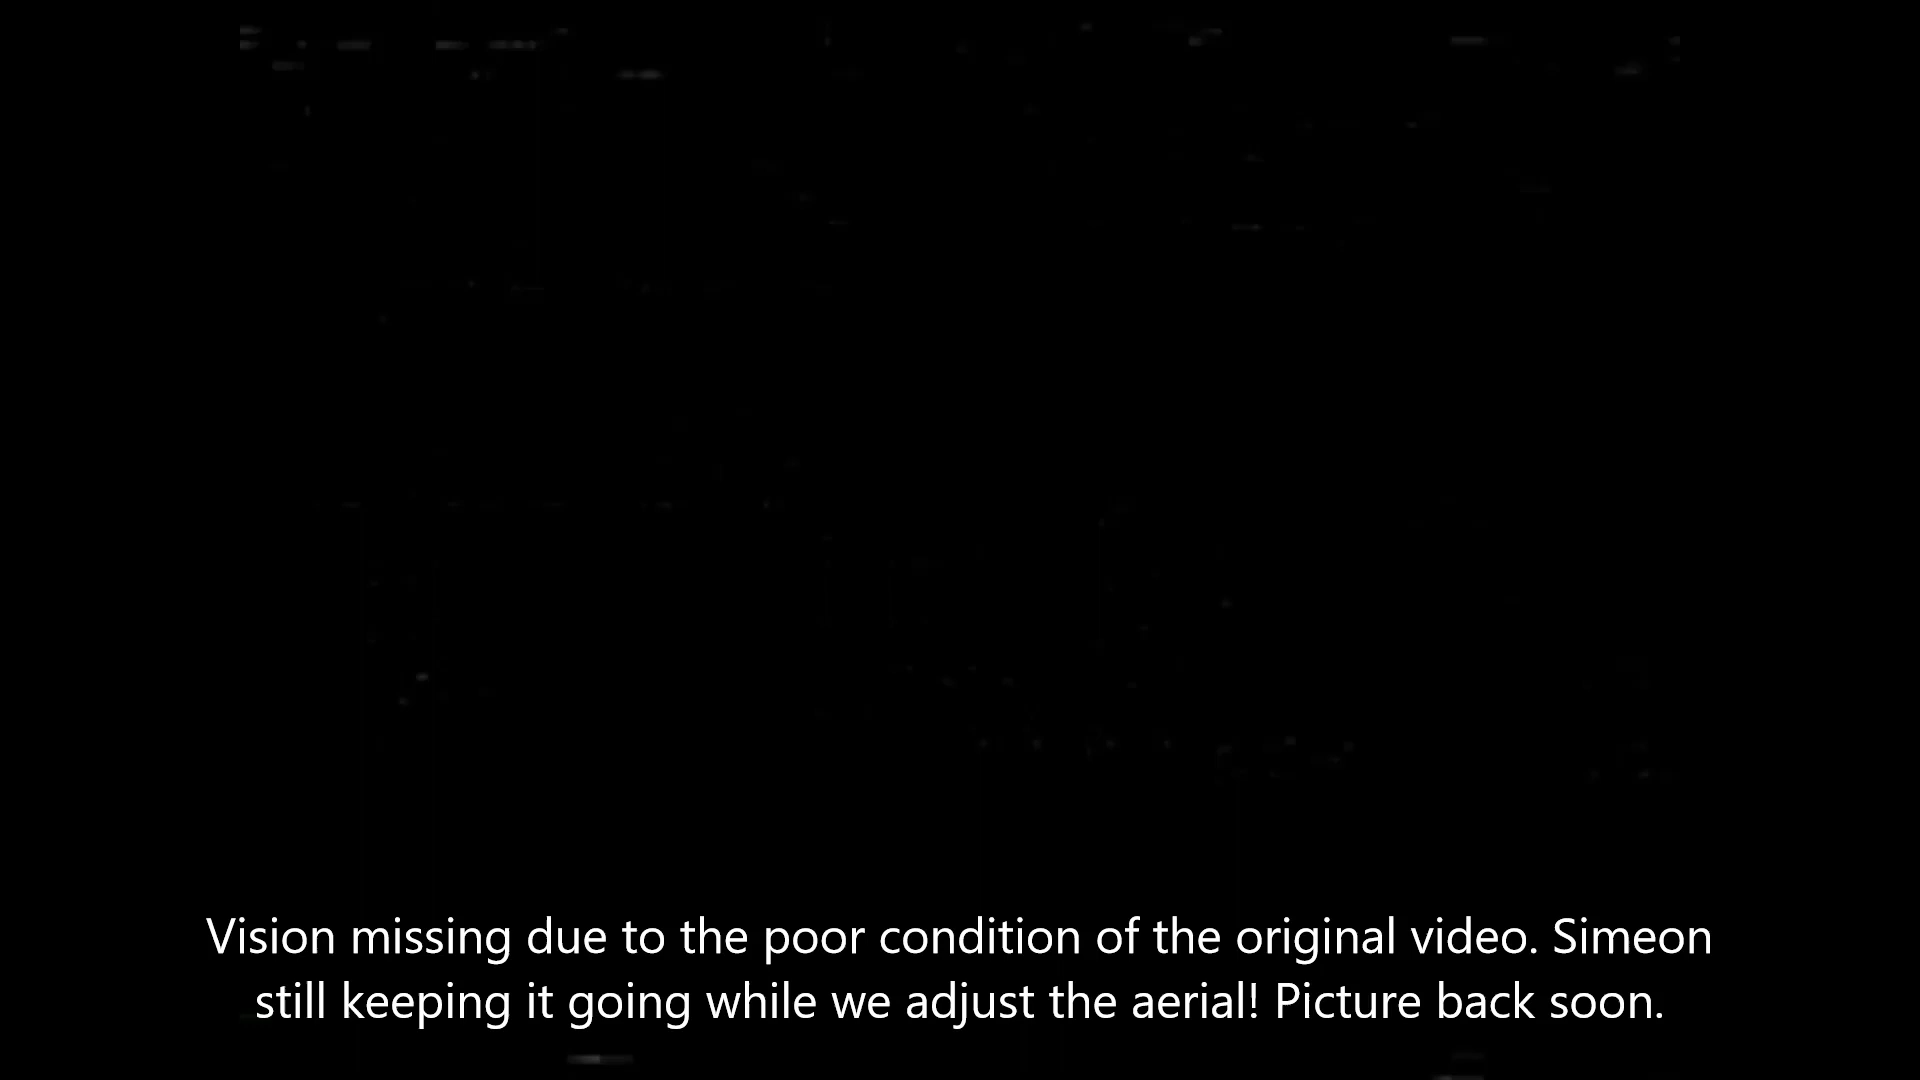 Vision missing due to the poor condition of the original video. Simeon
still keeping it going while we adjust the aerial! Picture back soon.